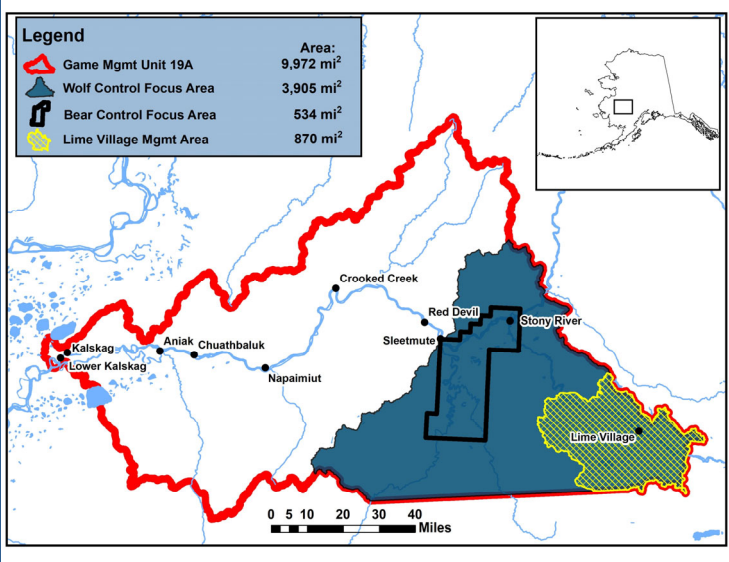 Legend
Area:
Game Mgmt Unit 19A 9,972 mi²
Wolf Control Focus Area 3,905 mi²
Bear Control Focus Area 534 mi²
Lime Village Mgmt Area 870 mi²
Crooked Creek
Red Devil
Stony River
Sleetmute
Aniak
Chuathbaluk
Kalskag
Lower Kalskag
Napaimiut
Lime Village
0 5 10 20 30 40
Miles